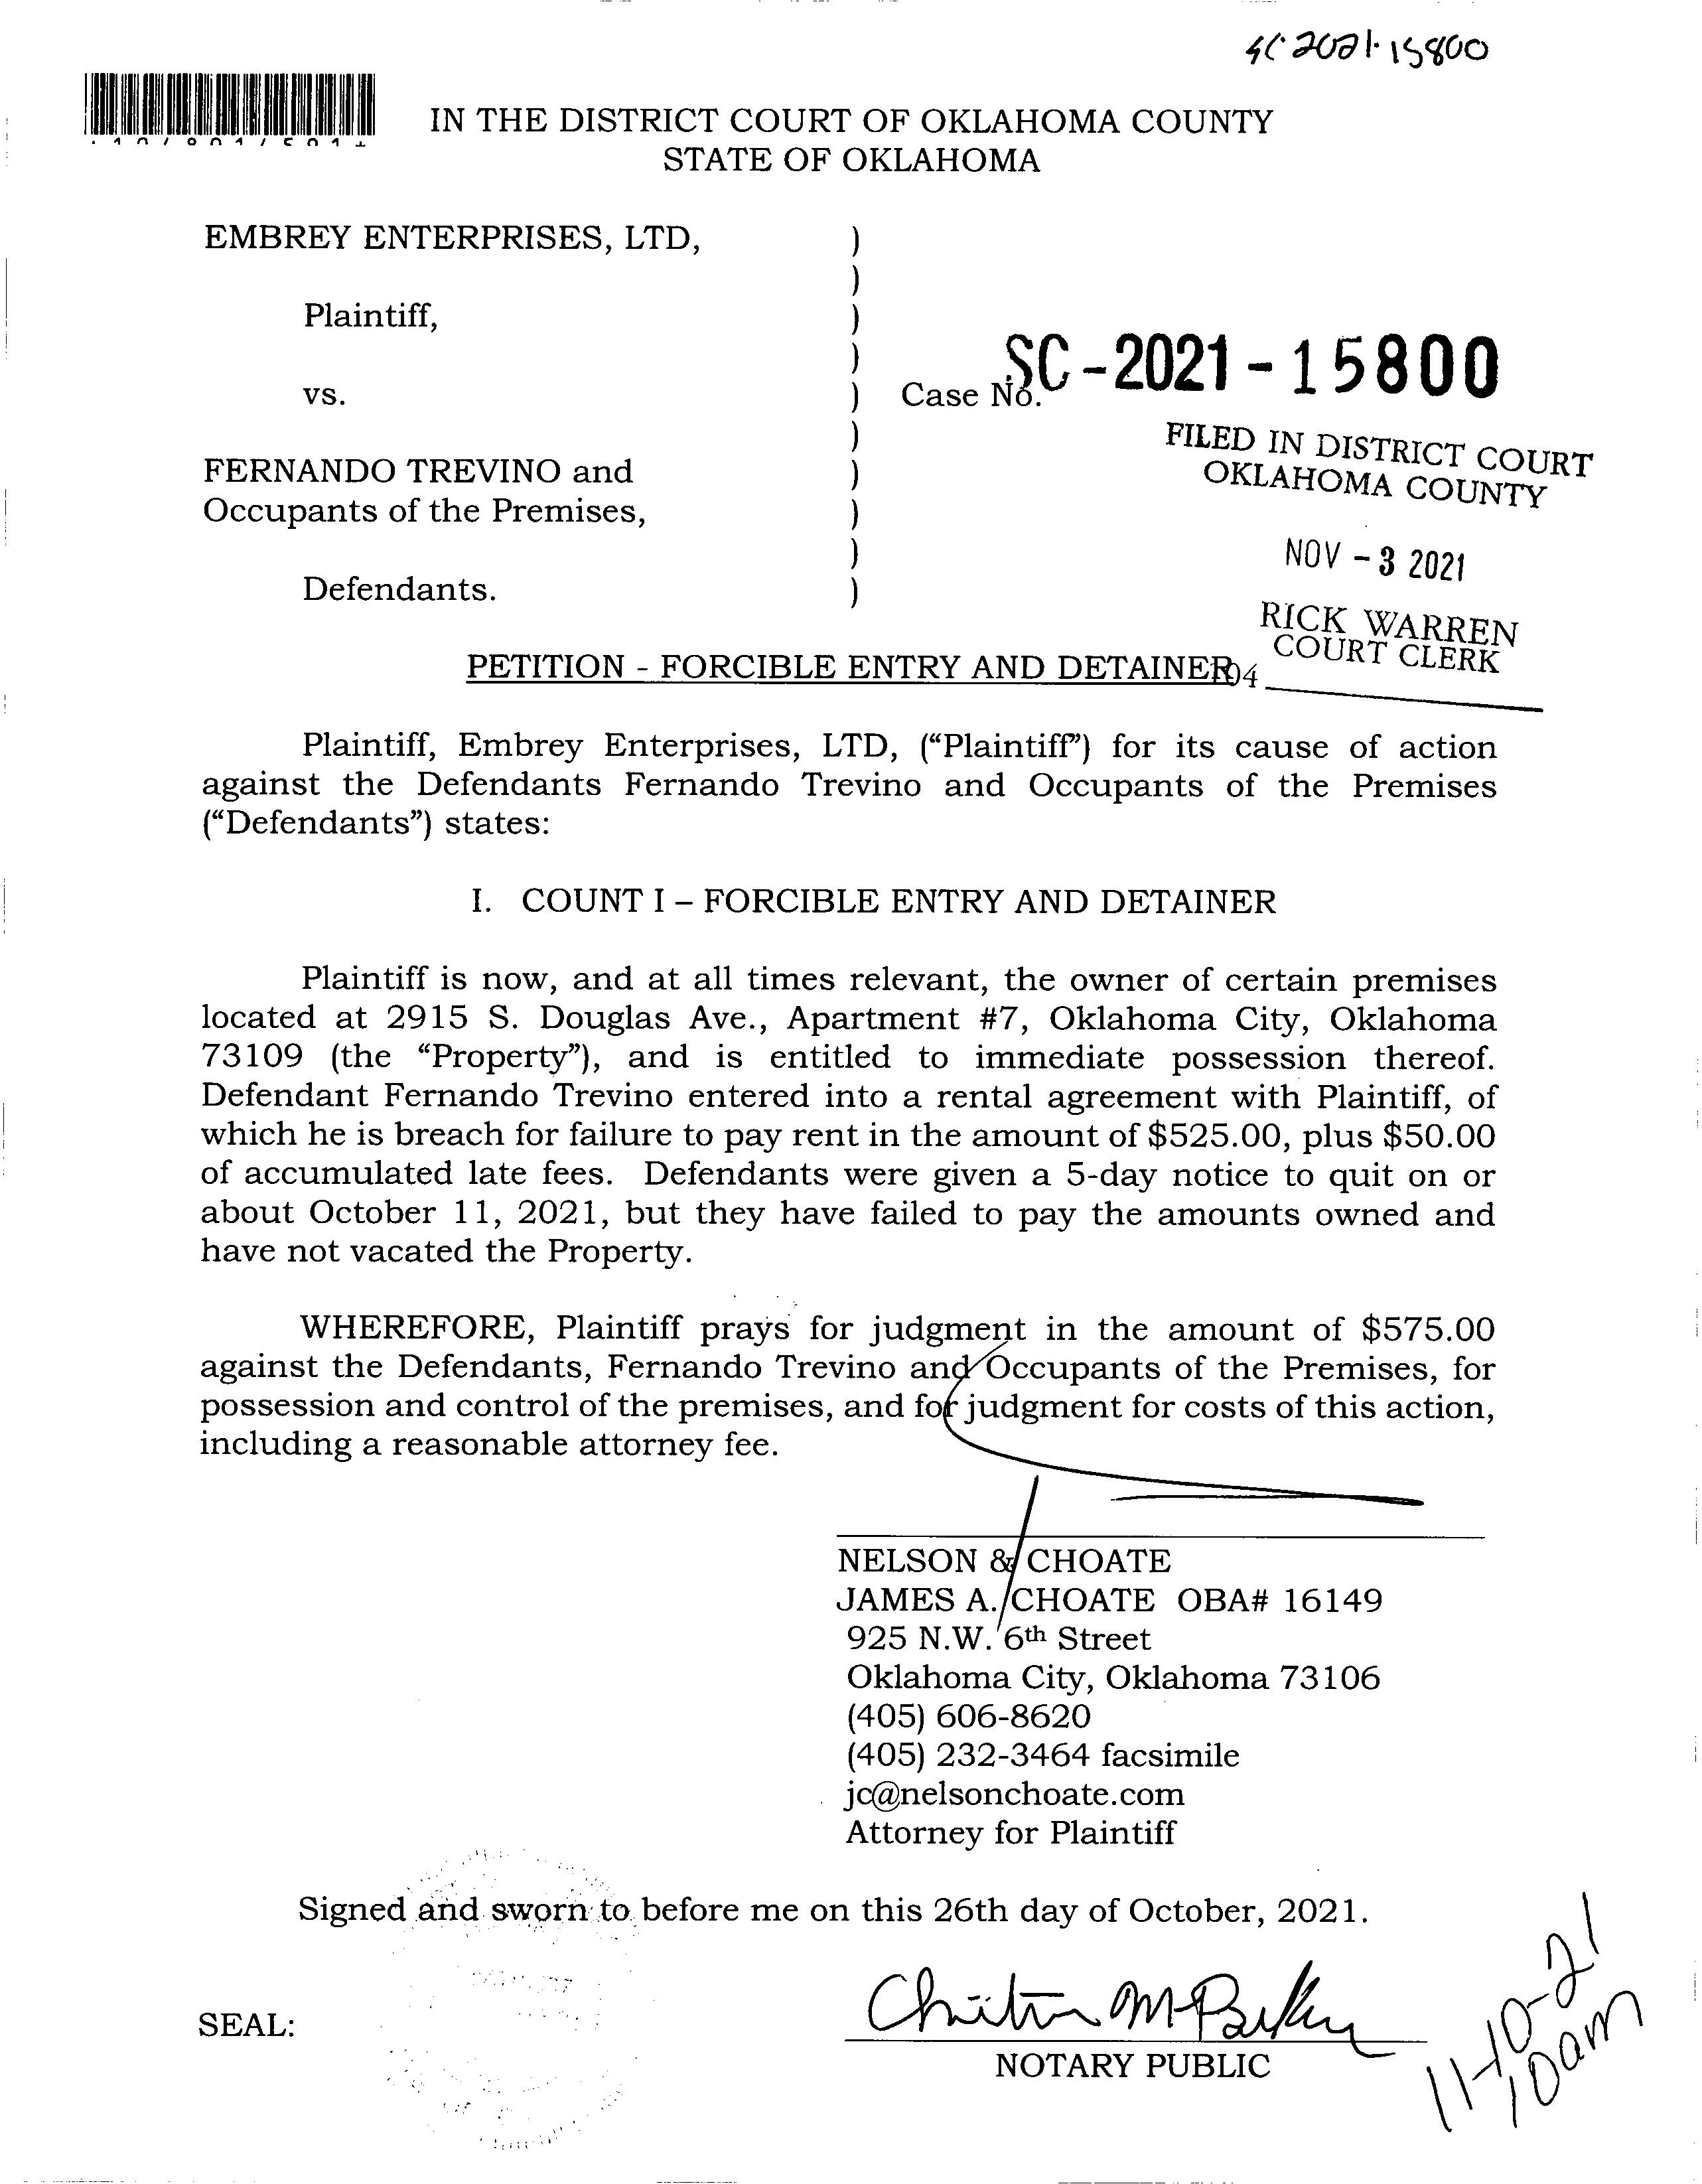 SC-2021-15800
IN THE DISTRICT COURT OF OKLAHOMA COUNTY
STATE OF OKLAHOMA
EMBREY ENTERPRISES, LTD, )
)
Plaintiff, )
)
vs. ) Case No. SC-2021-15800
)
FERNANDO TREVINO and )
Occupants of the Premises, )
)
Defendants. )
FILED IN DISTRICT COURT
OKLAHOMA COUNTY
NOV - 3 2021
RICK WARREN
COURT CLERK
04
PETITION - FORCIBLE ENTRY AND DETAINER
Plaintiff, Embrey Enterprises, LTD, (“Plaintiff”) for its cause of action
against the Defendants Fernando Trevino and Occupants of the Premises
(“Defendants”) states:
I. COUNT I – FORCIBLE ENTRY AND DETAINER
Plaintiff is now, and at all times relevant, the owner of certain premises
located at 2915 S. Douglas Ave., Apartment #7, Oklahoma City, Oklahoma
73109 (the “Property”), and is entitled to immediate possession thereof.
Defendant Fernando Trevino entered into a rental agreement with Plaintiff, of
which he is breach for failure to pay rent in the amount of $525.00, plus $50.00
of accumulated late fees. Defendants were given a 5-day notice to quit on or
about October 11, 2021, but they have failed to pay the amounts owned and
have not vacated the Property.
WHEREFORE, Plaintiff prays for judgment in the amount of $575.00
against the Defendants, Fernando Trevino and Occupants of the Premises, for
possession and control of the premises, and for judgment for costs of this action,
including a reasonable attorney fee.
NELSON & CHOATE
JAMES A. CHOATE OBA# 16149
925 N.W. 6th Street
Oklahoma City, Oklahoma 73106
(405) 606-8620
(405) 232-3464 facsimile
jc@nelsonchoate.com
Attorney for Plaintiff
Signed and sworn to before me on this 26th day of October, 2021.
SEAL:
NOTARY PUBLIC
11-10-21
10am